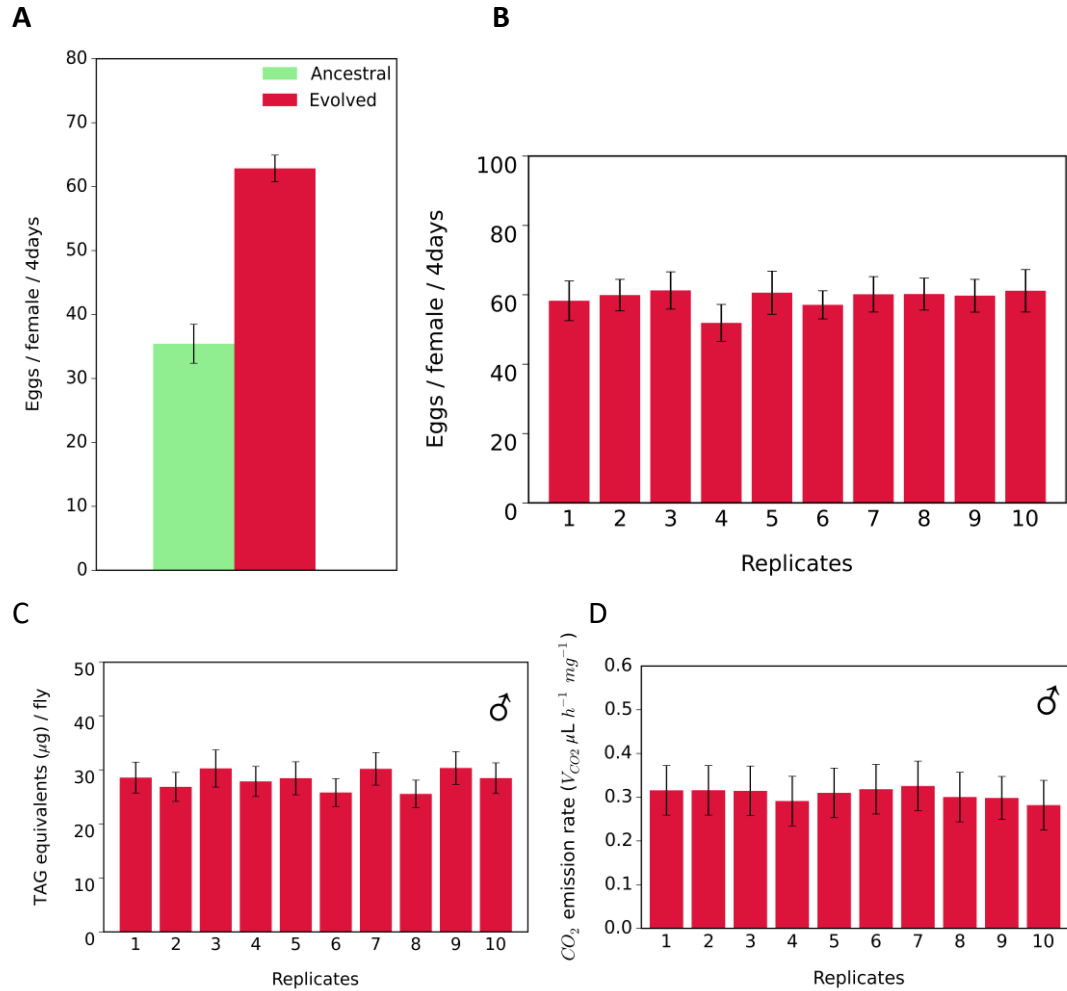 A
80
70
60
50
40
30
20
10
0
Eggs / female / 4days
Ancestral
Evolved
B
100
80
60
40
20
0
Eggs / female / 4days
1 2 3 4 5 6 7 8 9 10
Replicates
C
50
40
30
20
10
0
TAG equivalents (μg) / fly
♂
1 2 3 4 5 6 7 8 9 10
Replicates
D
0.6
0.5
0.4
0.3
0.2
0.1
0.0
CO₂ emission rate (V_CO2 μL h⁻¹ mg⁻¹)
♂
1 2 3 4 5 6 7 8 9 10
Replicates